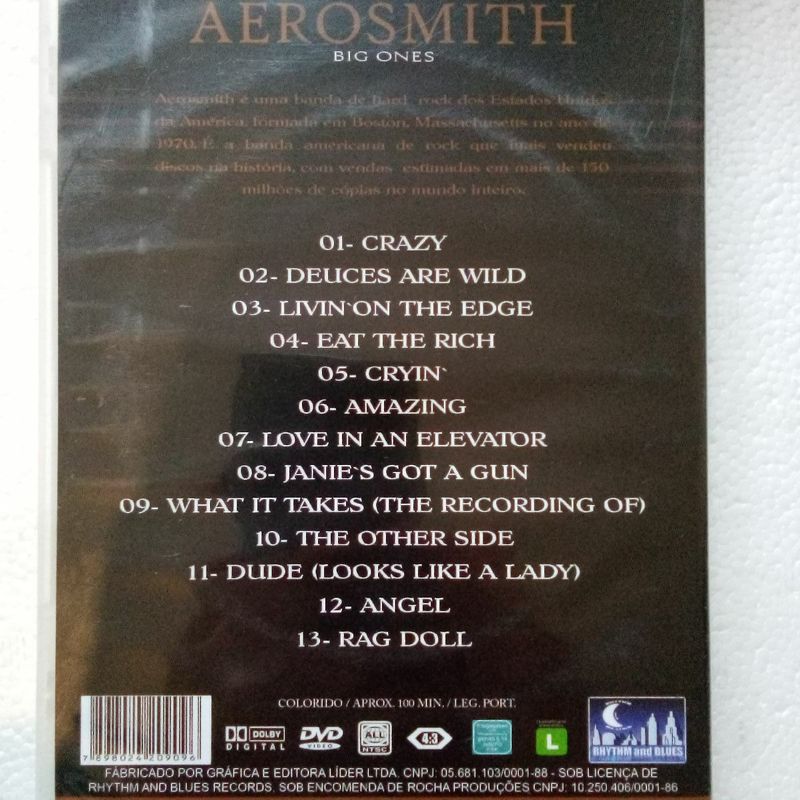 AEROSMITH
BIG ONES
Aerosmith é uma banda de hard rock dos Estados Unidos
da América, formada em Boston, Massachusetts no ano de
1970. É a banda americana de rock que mais vendeu
discos na história, com vendas estimadas em mais de 150
milhões de cópias no mundo inteiro.
01- CRAZY
02- DEUCES ARE WILD
03- LIVIN`ON THE EDGE
04- EAT THE RICH
05- CRYIN`
06- AMAZING
07- LOVE IN AN ELEVATOR
08- JANIE`S GOT A GUN
09- WHAT IT TAKES (THE RECORDING OF)
10- THE OTHER SIDE
11- DUDE (LOOKS LIKE A LADY)
12- ANGEL
13- RAG DOLL
COLORIDO / APROX. 100 MIN. / LEG. PORT.
7 898024 209096
DOLBY
DIGITAL
DVD
VIDEO
ALL
NTSC
4:3
L
RHYTHM and BLUES
FABRICADO POR GRÁFICA E EDITORA LÍDER LTDA. CNPJ: 05.681.103/0001-88 - SOB LICENÇA DE
RHYTHM AND BLUES RECORDS. SOB ENCOMENDA DE ROCHA PRODUÇÕES CNPJ: 10.250.406/0001-86